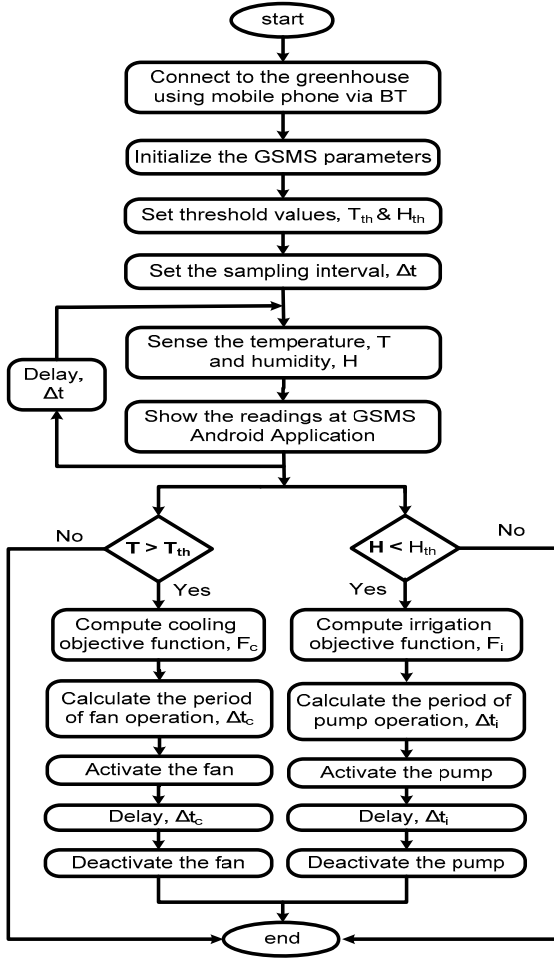 start
Connect to the greenhouse
using mobile phone via BT
Initialize the GSMS parameters
Set threshold values, Tth & Hth
Set the sampling interval, Δt
Sense the temperature, T
and humidity, H
Delay,
Δt
Show the readings at GSMS
Android Application
No
T > Tth
Yes
H < Hth
No
Yes
Compute cooling
objective function, Fc
Calculate the period
of fan operation, Δtc
Activate the fan
Delay, Δtc
Deactivate the fan
Compute irrigation
objective function, Fi
Calculate the period of
pump operation, Δti
Activate the pump
Delay, Δti
Deactivate the pump
end